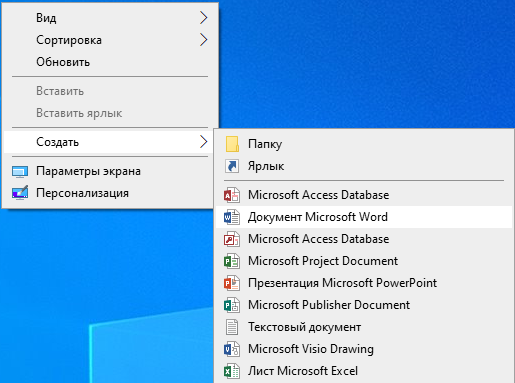 Вид
Сортировка
Обновить
Вставить
Вставить ярлык
Создать
Параметры экрана
Персонализация
Папку
Ярлык
Microsoft Access Database
Документ Microsoft Word
Microsoft Access Database
Microsoft Project Document
Презентация Microsoft PowerPoint
Microsoft Publisher Document
Текстовый документ
Microsoft Visio Drawing
Лист Microsoft Excel